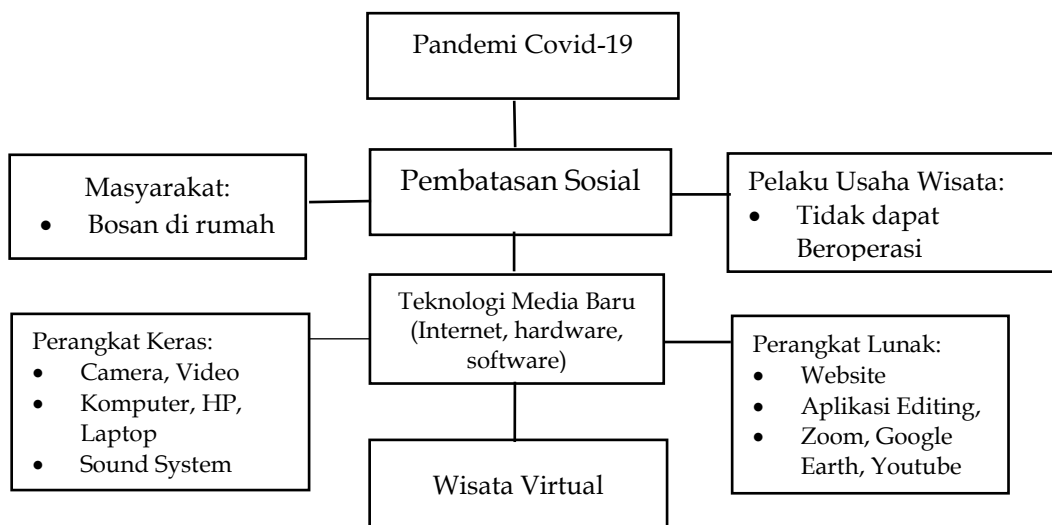 Pandemi Covid-19
Masyarakat:
• Bosan di rumah
Pembatasan Sosial
Pelaku Usaha Wisata:
• Tidak dapat
Beroperasi
Perangkat Keras:
• Camera, Video
• Komputer, HP,
Laptop
• Sound System
Teknologi Media Baru
(Internet, hardware,
software)
Perangkat Lunak:
• Website
• Aplikasi Editing,
• Zoom, Google
Earth, Youtube
Wisata Virtual